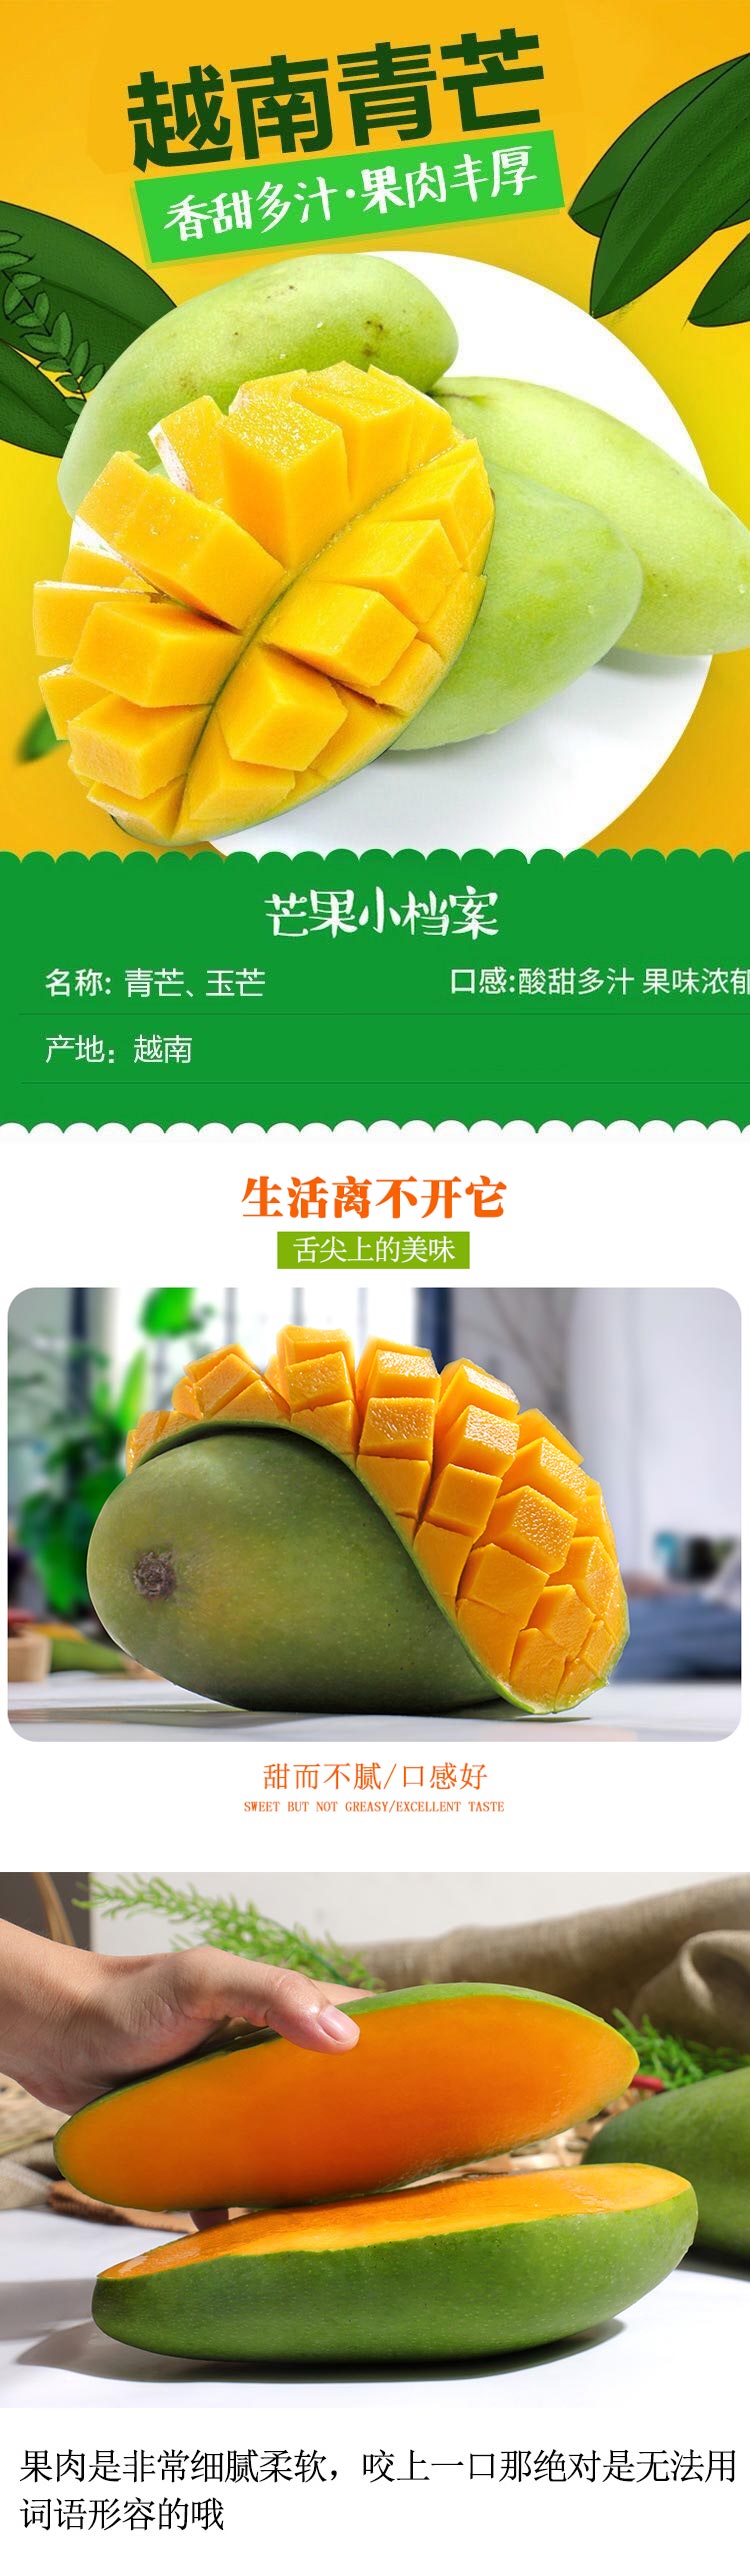 越南青芒
香甜多汁·果肉丰厚
芒果小档案
名称: 青芒、玉芒
口感:酸甜多汁 果味浓郁
产地：越南
生活离不开它
舌尖上的美味
甜而不腻/口感好
SWEET BUT NOT GREASY/EXCELLENT TASTE
果肉是非常细腻柔软，咬上一口那绝对是无法用
词语形容的哦